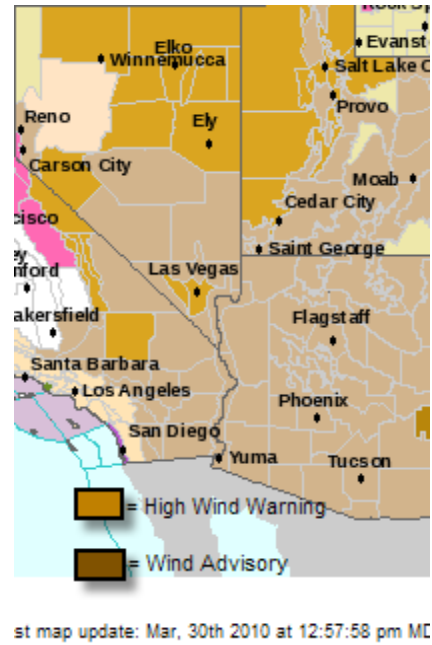 Elko
Evanst
Winnemucca
Salt Lake C
Provo
Reno
Ely
Carson City
Moab
Cedar City
cisco
Saint George
ey
nford
Las Vegas
akersfield
Flagstaff
Santa Barbara
Los Angeles
Phoenix
San Diego
Yuma
Tucson
= High Wind Warning
= Wind Advisory
st map update: Mar, 30th 2010 at 12:57:58 pm MD